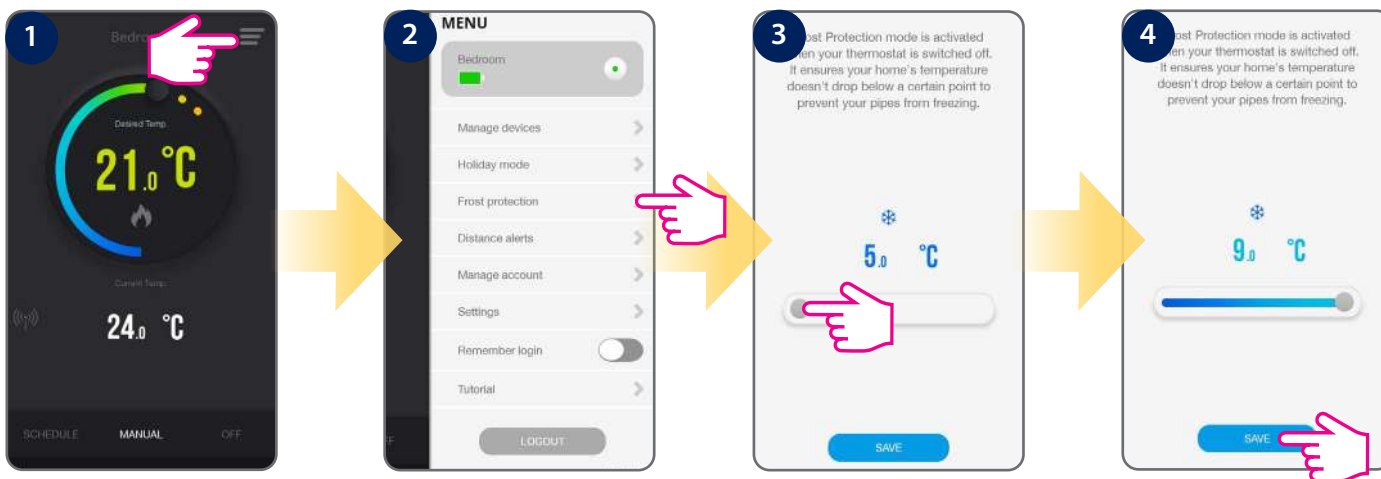 1
Bedro
Desired Temp.
21.0 °C
Current Temp.
24.0 °C
SCHEDULE MANUAL OFF
2
MENU
Bedroom
Manage devices
Holiday mode
Frost protection
Distance alerts
Manage account
Settings
Remember login
Tutorial
LOGOUT
3
ost Protection mode is activated
en your thermostat is switched off.
It ensures your home's temperature
doesn't drop below a certain point to
prevent your pipes from freezing.
5.0 °C
SAVE
4
ost Protection mode is activated
en your thermostat is switched off.
It ensures your home's temperature
doesn't drop below a certain point to
prevent your pipes from freezing.
9.0 °C
SAVE